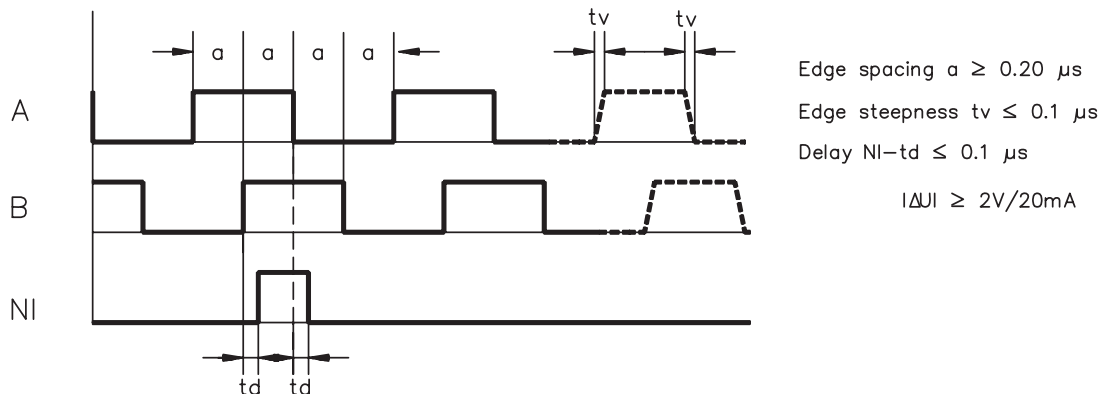 tv tv
a a a a
Edge spacing a ≥ 0.20 µs
A
Edge steepness tv ≤ 0.1 µs
Delay NI-td ≤ 0.1 µs
B
|ΔU| ≥ 2V/20mA
NI
td td